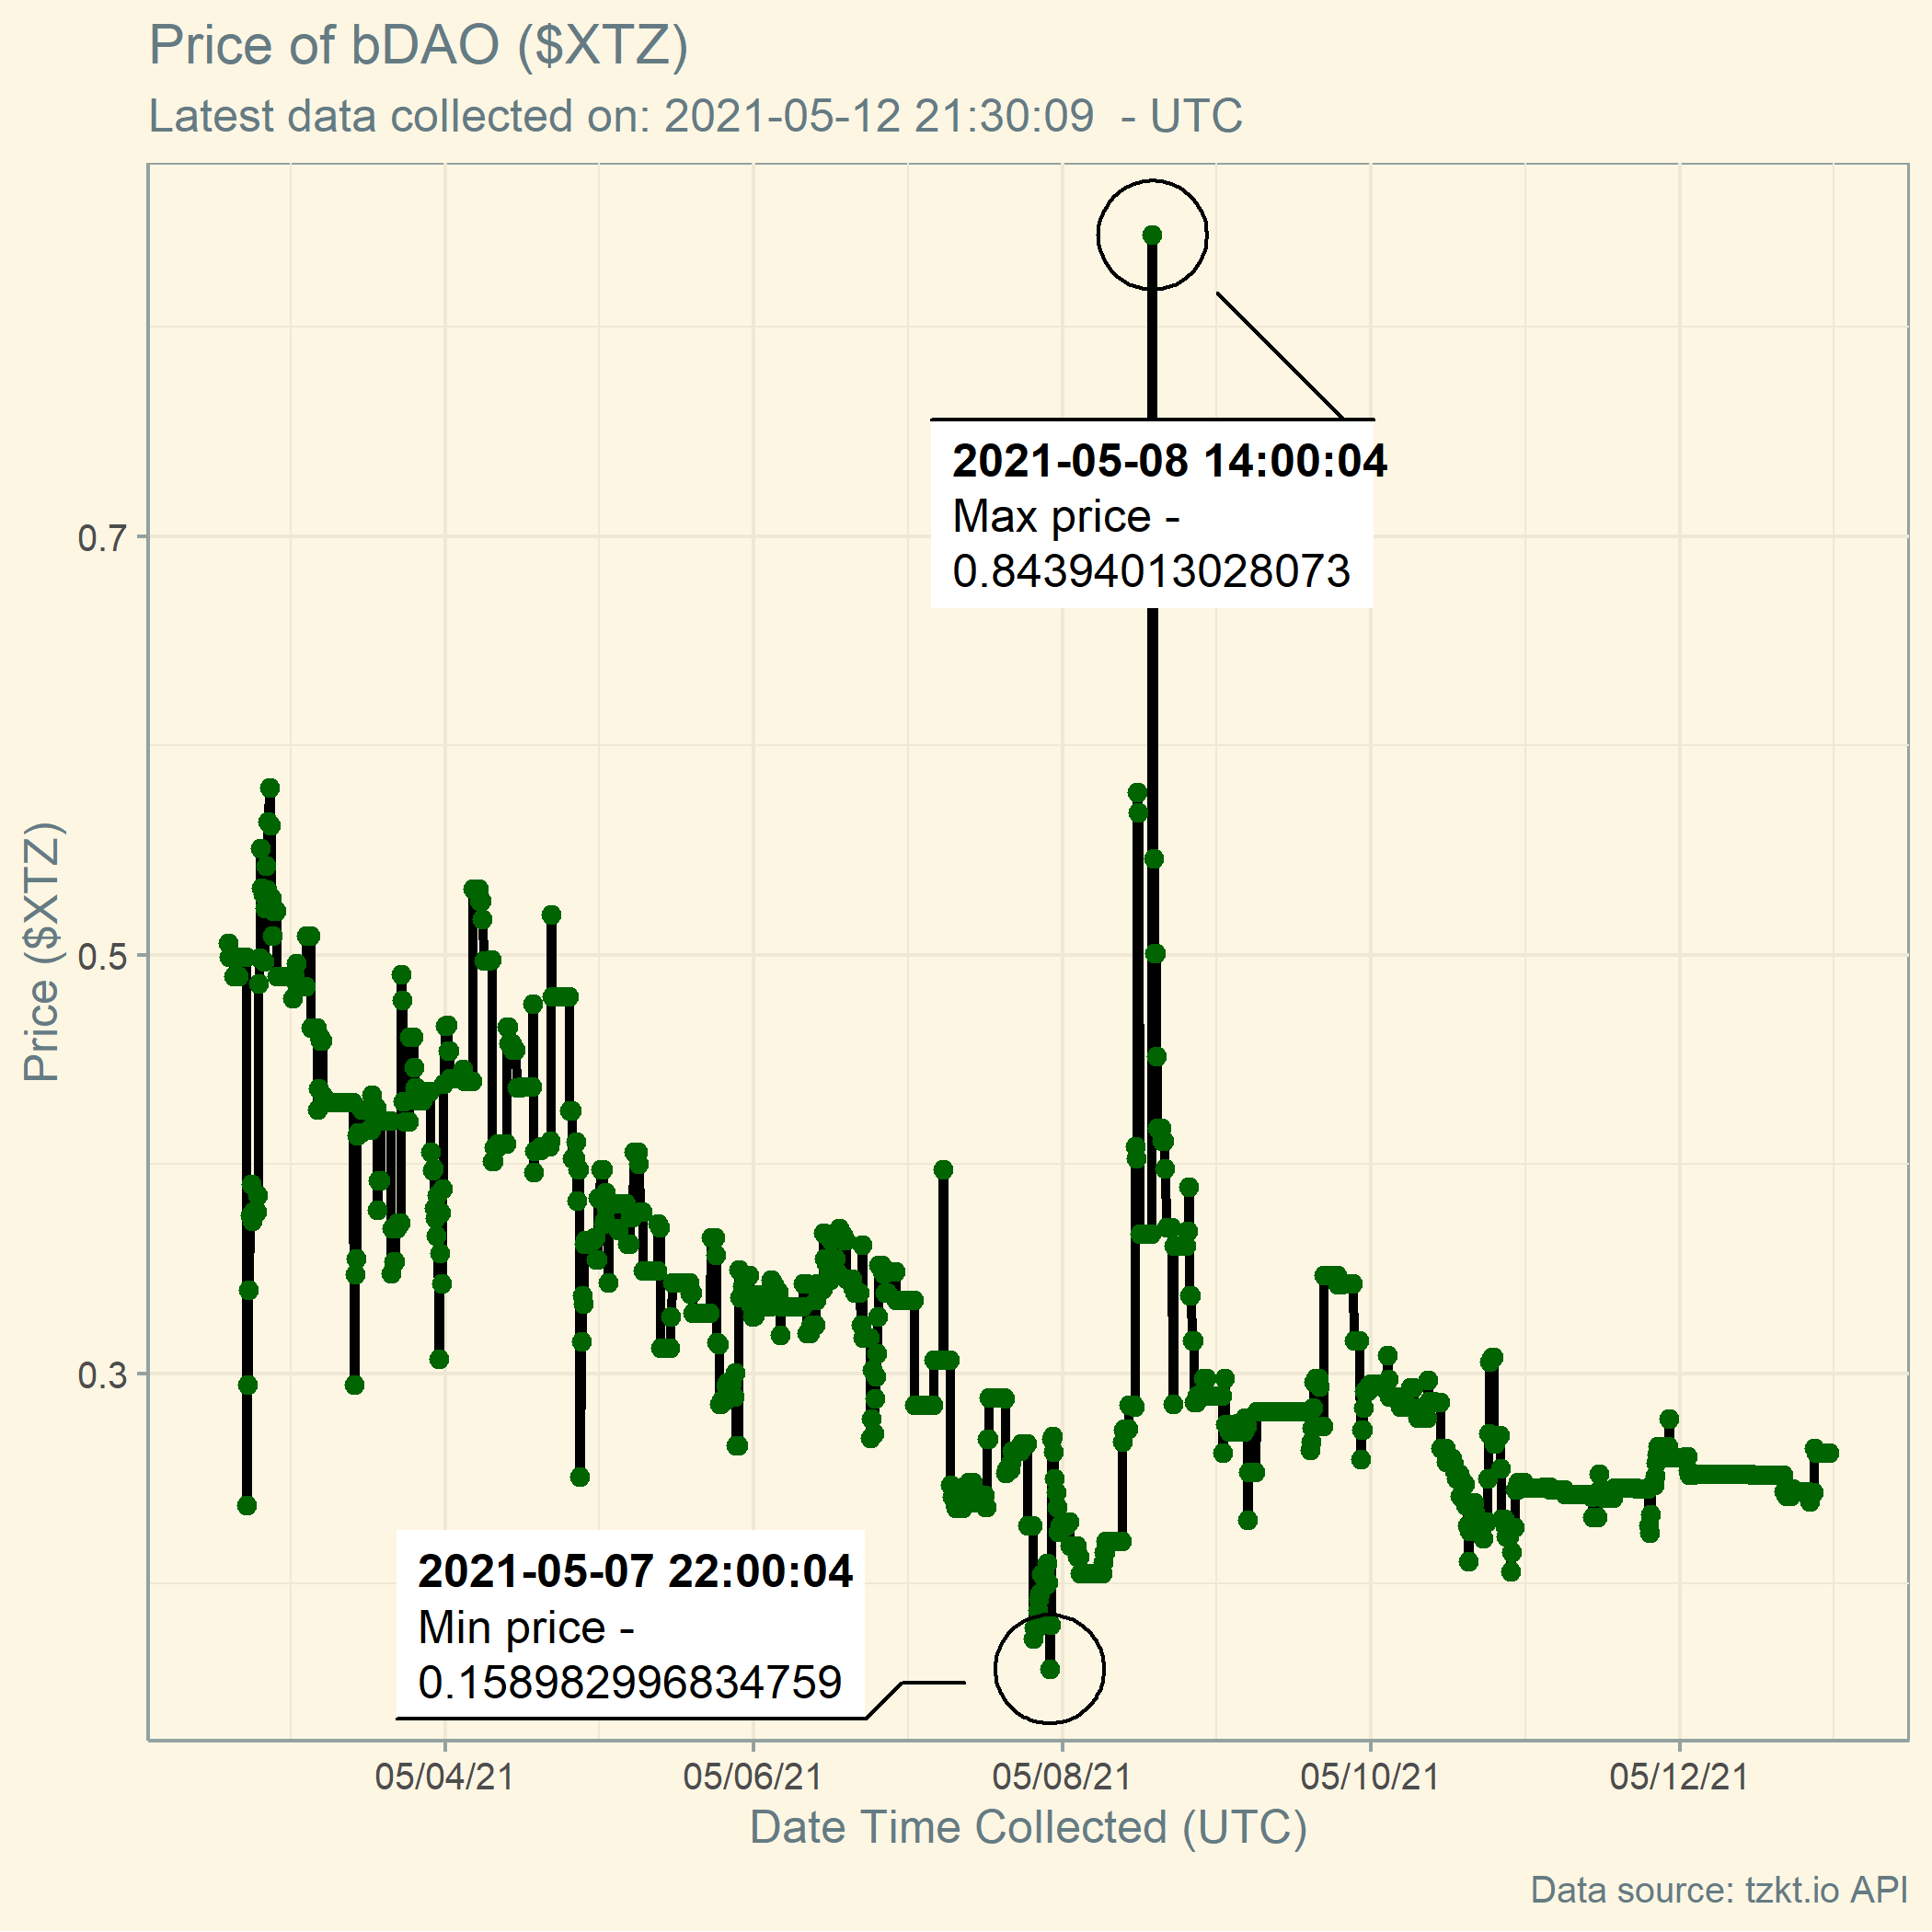 Price of bDAO ($XTZ)
Latest data collected on: 2021-05-12 21:30:09  - UTC
2021-05-08 14:00:04
Max price -
0.84394013028073
0.7
0.5
0.3
Price ($XTZ)
2021-05-07 22:00:04
Min price -
0.158982996834759
05/04/21
05/06/21
05/08/21
05/10/21
05/12/21
Date Time Collected (UTC)
Data source: tzkt.io API